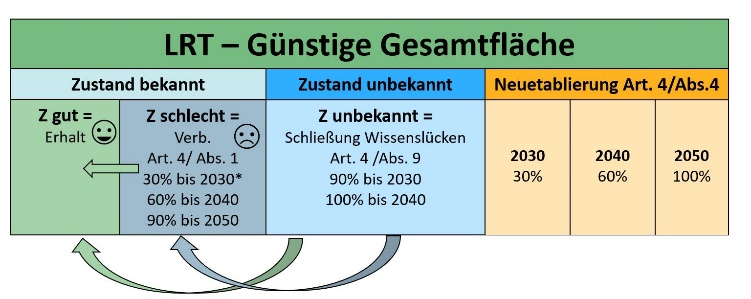 LRT – Günstige Gesamtfläche
Zustand bekannt
Zustand unbekannt
Neuetablierung Art. 4/Abs.4
Z gut =
Erhalt
Z schlecht =
Verb.
Art. 4/ Abs. 1
30% bis 2030*
60% bis 2040
90% bis 2050
Z unbekannt =
Schließung Wissenslücken
Art. 4 /Abs. 9
90% bis 2030
100% bis 2040
2030
30%
2040
60%
2050
100%